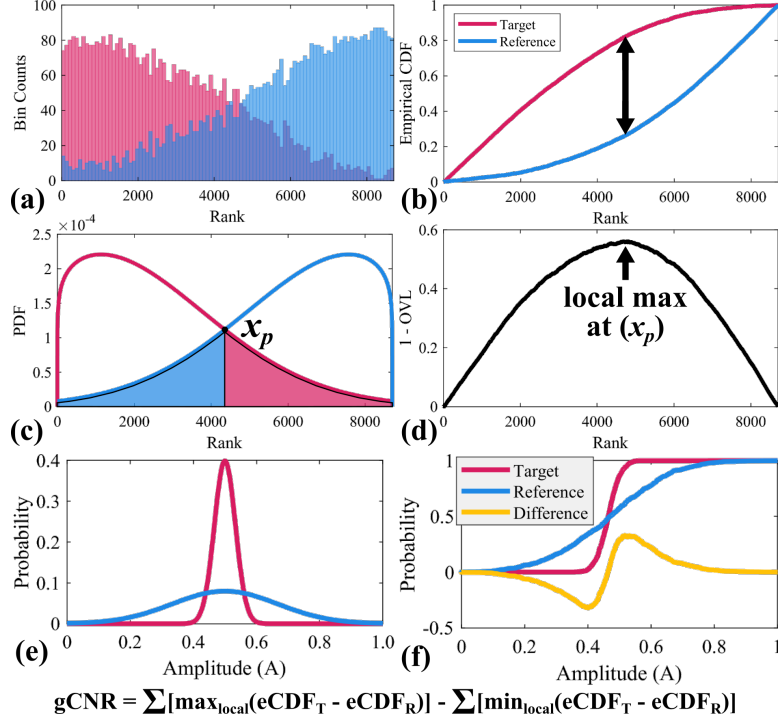 100
80
60
40
20
0
Bin Counts
0 2000 4000 6000 8000
Rank
(a)
1
0.8
0.6
0.4
0.2
0
Empirical CDF
Target
Reference
0 2000 4000 6000 8000
Rank
(b)
×10⁻⁴
2.5
2
1.5
1
0.5
0
PDF
xₚ
0 2000 4000 6000 8000
Rank
(c)
0.6
0.4
0.2
0
1 - OVL
local max
at (xₚ)
0 2000 4000 6000 8000
Rank
(d)
0.4
0.3
0.2
0.1
0
Probability
0 0.2 0.4 0.6 0.8 1.0
Amplitude (A)
(e)
1
0.5
0
-0.5
Probability
Target
Reference
Difference
0 0.2 0.4 0.6 0.8 1
Amplitude (A)
(f)
gCNR = ∑[max_local(eCDF_T - eCDF_R)] - ∑[min_local(eCDF_T - eCDF_R)]